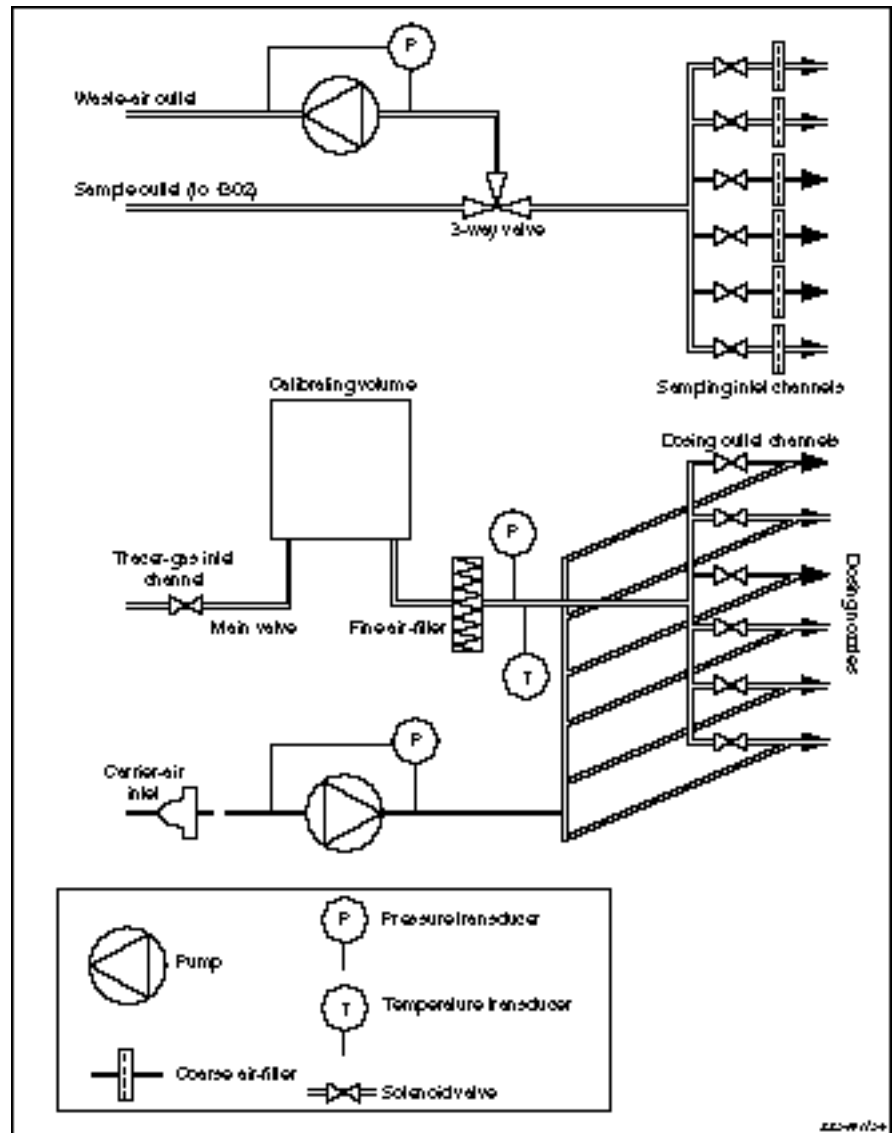 P
Waste-air outlet
Sample outlet (to 1302)
3-way valve
Calibrating volume
Sampling inlet channels
Dosing outlet channels
P
Tracer-gas inlet
channel
Main valve
Fine air-filter
Dosing nozzles
T
P
Carrier-air
inlet
P
Pressure transducer
Pump
T
Temperature transducer
Coarse air-filter
Solenoid valve